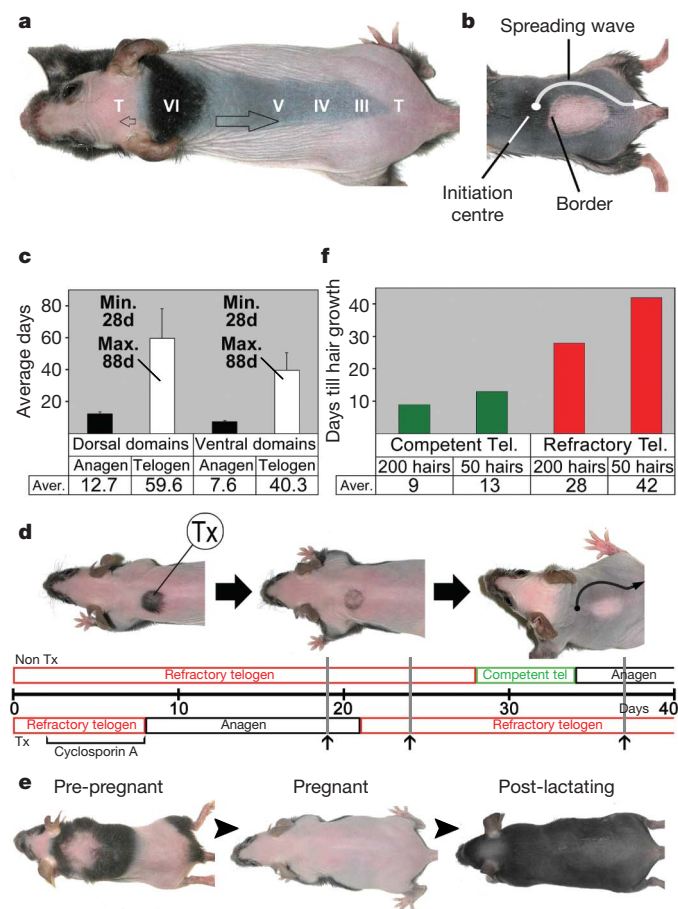 a
T VI V IV III T
b
Spreading wave
Initiation
centre
Border
c
Average days
80
60
40
20
Min.
28d
Max.
88d
Min.
28d
Max.
88d
Dorsal domains Ventral domains
Anagen Telogen Anagen Telogen
Aver. 12.7 59.6 7.6 40.3
f
Days till hair growth
40
30
20
10
Competent Tel. Refractory Tel.
200 hairs 50 hairs 200 hairs 50 hairs
Aver. 9 13 28 42
d
Tx
Non Tx
Refractory telogen Competent tel Anagen
0 10 20 30 Days 40
Refractory telogen Anagen Refractory telogen
Tx Cyclosporin A
e
Pre-pregnant Pregnant Post-lactating